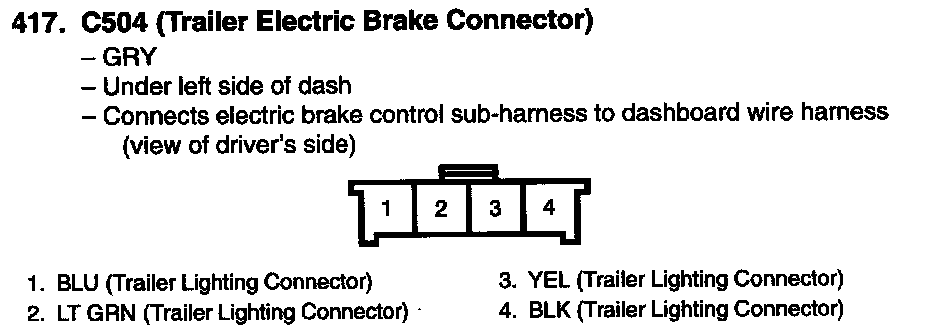 417. C504 (Trailer Electric Brake Connector)
– GRY
– Under left side of dash
– Connects electric brake control sub-harness to dashboard wire harness
(view of driver's side)
1 2 3 4
1. BLU (Trailer Lighting Connector)
2. LT GRN (Trailer Lighting Connector)
3. YEL (Trailer Lighting Connector)
4. BLK (Trailer Lighting Connector)